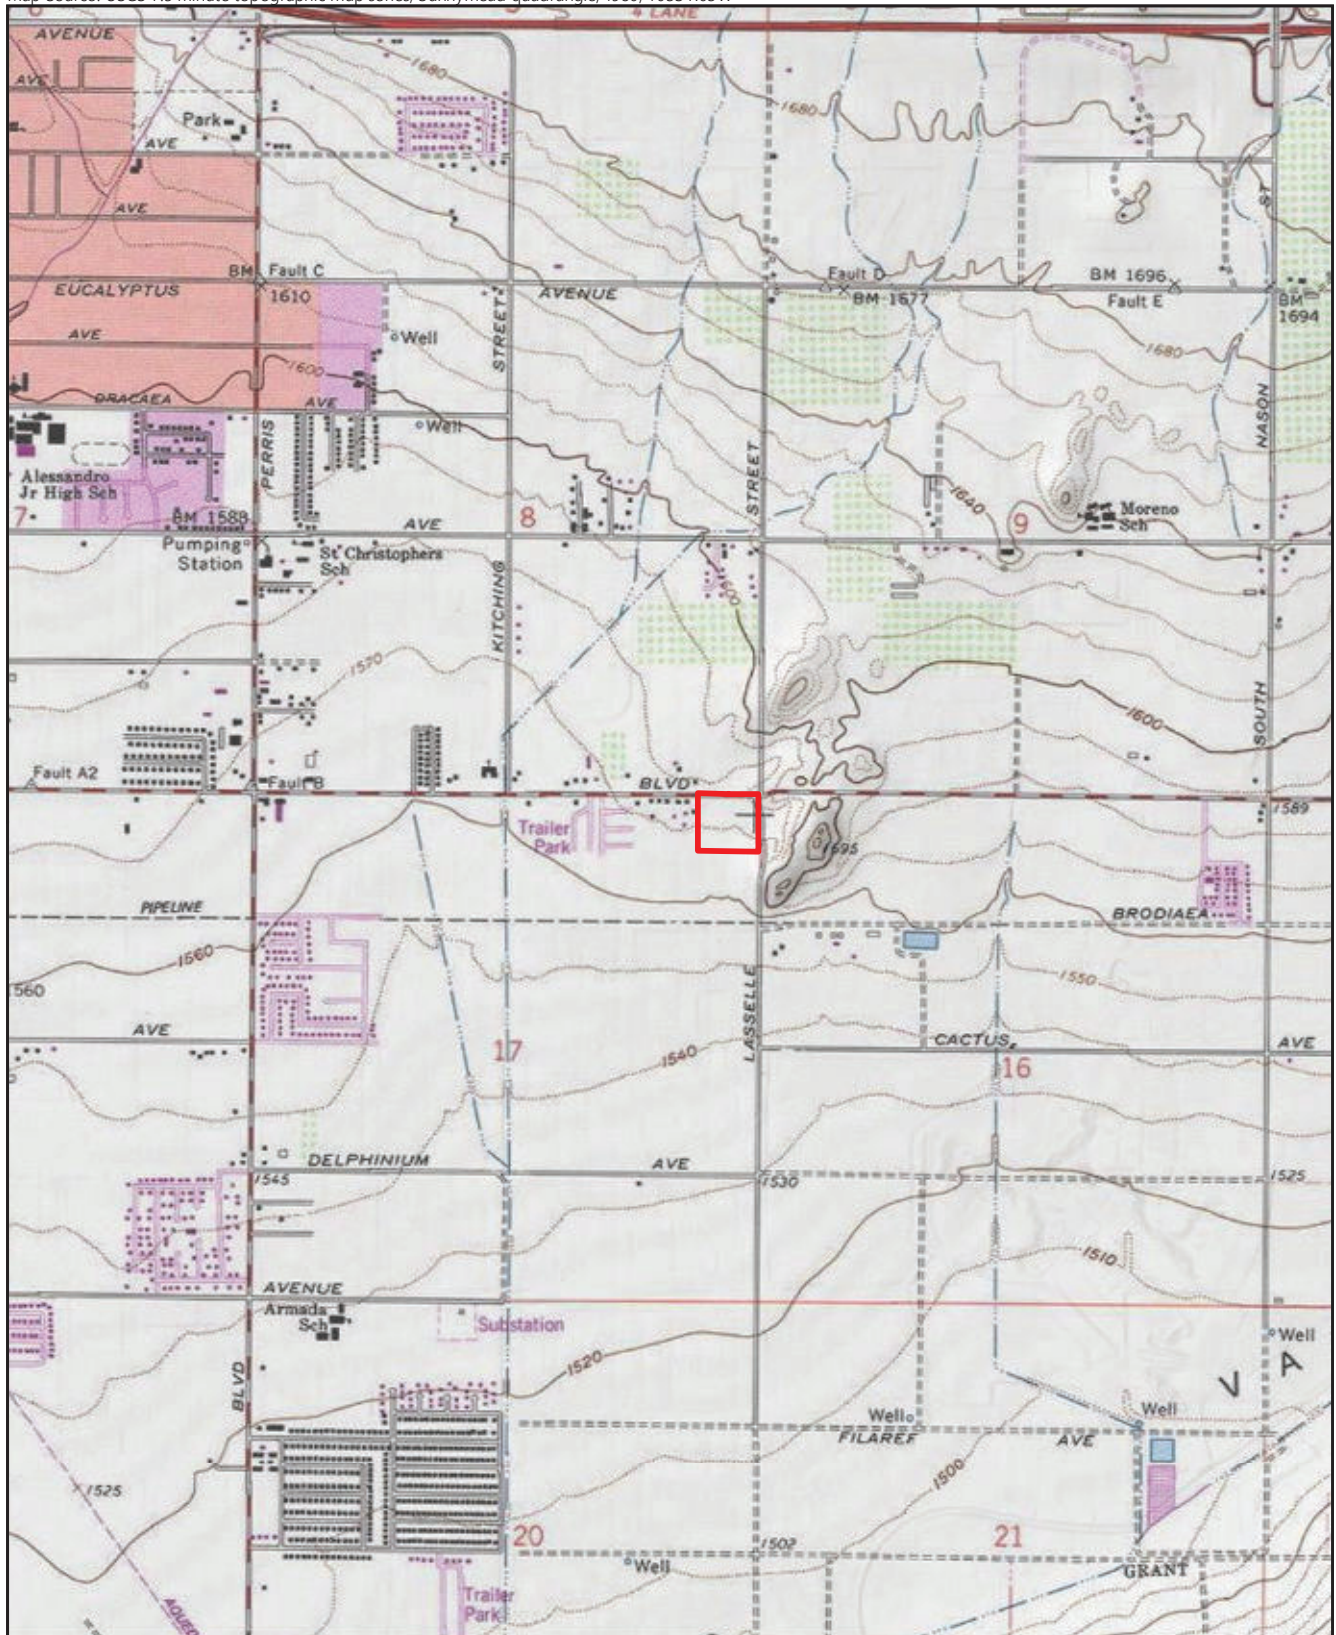 4 LANE
AVENUE
1680
AVE
Park
1680
AVE
AVE
ST
BM
Fault C
Fault D
BM 1696
EUCALYPTUS
1610
AVENUE
BM 1677
Fault E
BM
1694
AVE
Well
STREET
1680
1600
DRACAEA
AVE
Well
PERRIS
STREET
NASON
Alessandro
Jr High Sch
1640
Moreno
Sch
7
BM 1588
AVE
8
9
Pumping
Station
St Christophers
Sch
KITCHING
1600
1570
1600
SOUTH
Fault A2
Fault B
BLVD
1589
Trailer
Park
1695
PIPELINE
BRODIAEA
1560
1550
1560
LASSELLE
AVE
17
1540
CACTUS
AVE
16
DELPHINIUM
AVE
1545
1530
1525
1510
AVENUE
Armada
Sch
Substation
Well
BLVD
1520
V
A
Well
Well
FILAREE
AVE
1525
1500
20
1502
21
Well
GRANT
Trailer
Park
AQUED